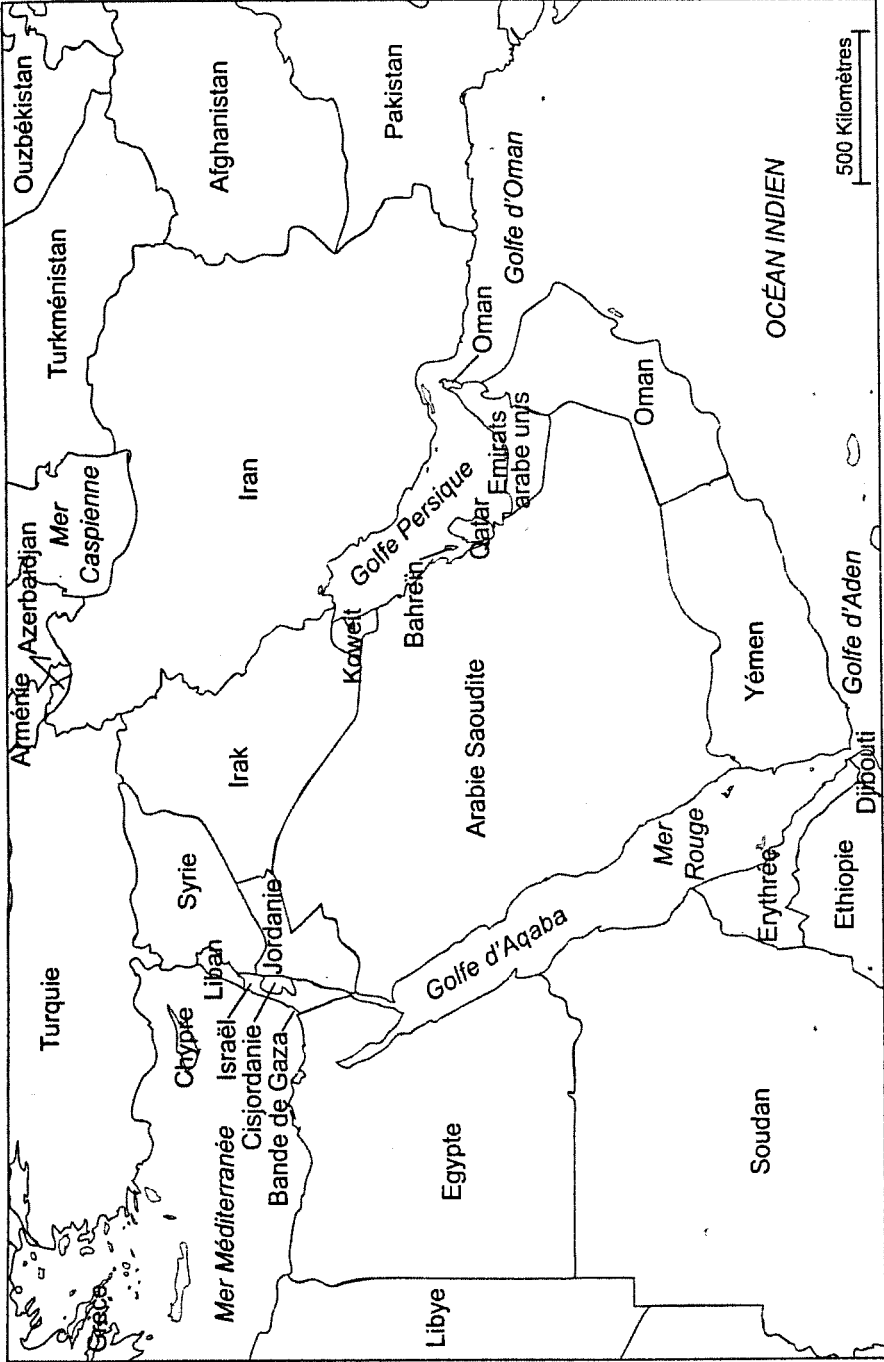 Grèce
Turquie
Arménie
Azerbaïdjan
Mer
Caspienne
Turkménistan
Ouzbékistan
Chypre
Syrie
Mer Méditerranée
Liban
Israël
Cisjordanie
Bande de Gaza
Jordanie
Irak
Iran
Afghanistan
Koweït
Pakistan
Golfe Persique
Bahreïn
Qatar
Emirats
arabe unis
Oman
Golfe d'Oman
Libye
Egypte
Golfe d'Aqaba
Arabie Saoudite
Oman
Mer
Rouge
Soudan
Erythrée
Yémen
OCÉAN INDIEN
Ethiopie
Djibouti
Golfe d'Aden
500 Kilomètres